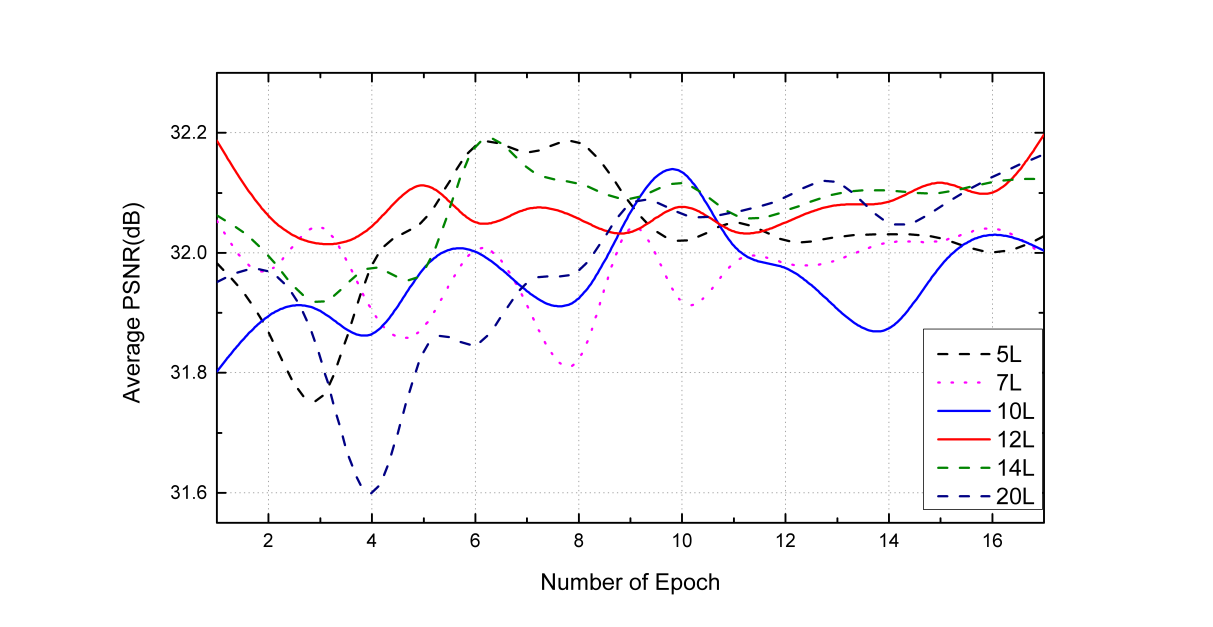 32.2
32.0
31.8
31.6
Average PSNR(dB)
2 4 6 8 10 12 14 16
Number of Epoch
5L
7L
10L
12L
14L
20L